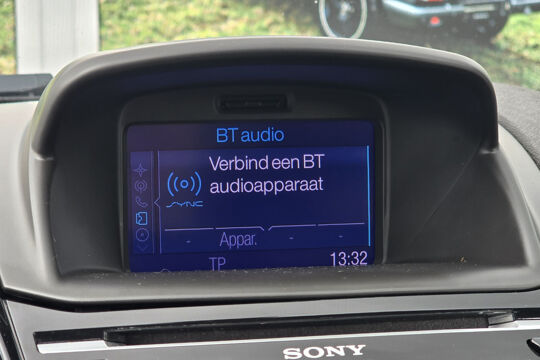 BT audio
Verbind een BT
audioapparaat
SYNC
- Appar. - -
TP 13:32
SONY